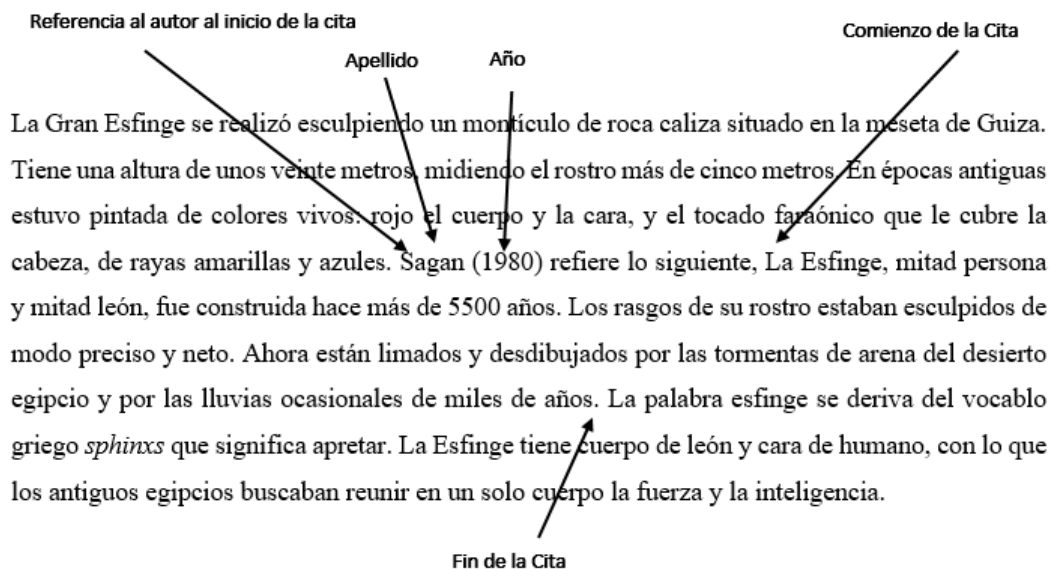 Referencia al autor al inicio de la cita
Comienzo de la Cita
Apellido
Año
La Gran Esfinge se realizó esculpiendo un montículo de roca caliza situado en la meseta de Guiza.
Tiene una altura de unos veinte metros, midiendo el rostro más de cinco metros. En épocas antiguas
estuvo pintada de colores vivos: rojo el cuerpo y la cara, y el tocado faraónico que le cubre la
cabeza, de rayas amarillas y azules. Sagan (1980) refiere lo siguiente, La Esfinge, mitad persona
y mitad león, fue construida hace más de 5500 años. Los rasgos de su rostro estaban esculpidos de
modo preciso y neto. Ahora están limados y desdibujados por las tormentas de arena del desierto
egipcio y por las lluvias ocasionales de miles de años. La palabra esfinge se deriva del vocablo
griego sphinxs que significa apretar. La Esfinge tiene cuerpo de león y cara de humano, con lo que
los antiguos egipcios buscaban reunir en un solo cuerpo la fuerza y la inteligencia.
Fin de la Cita